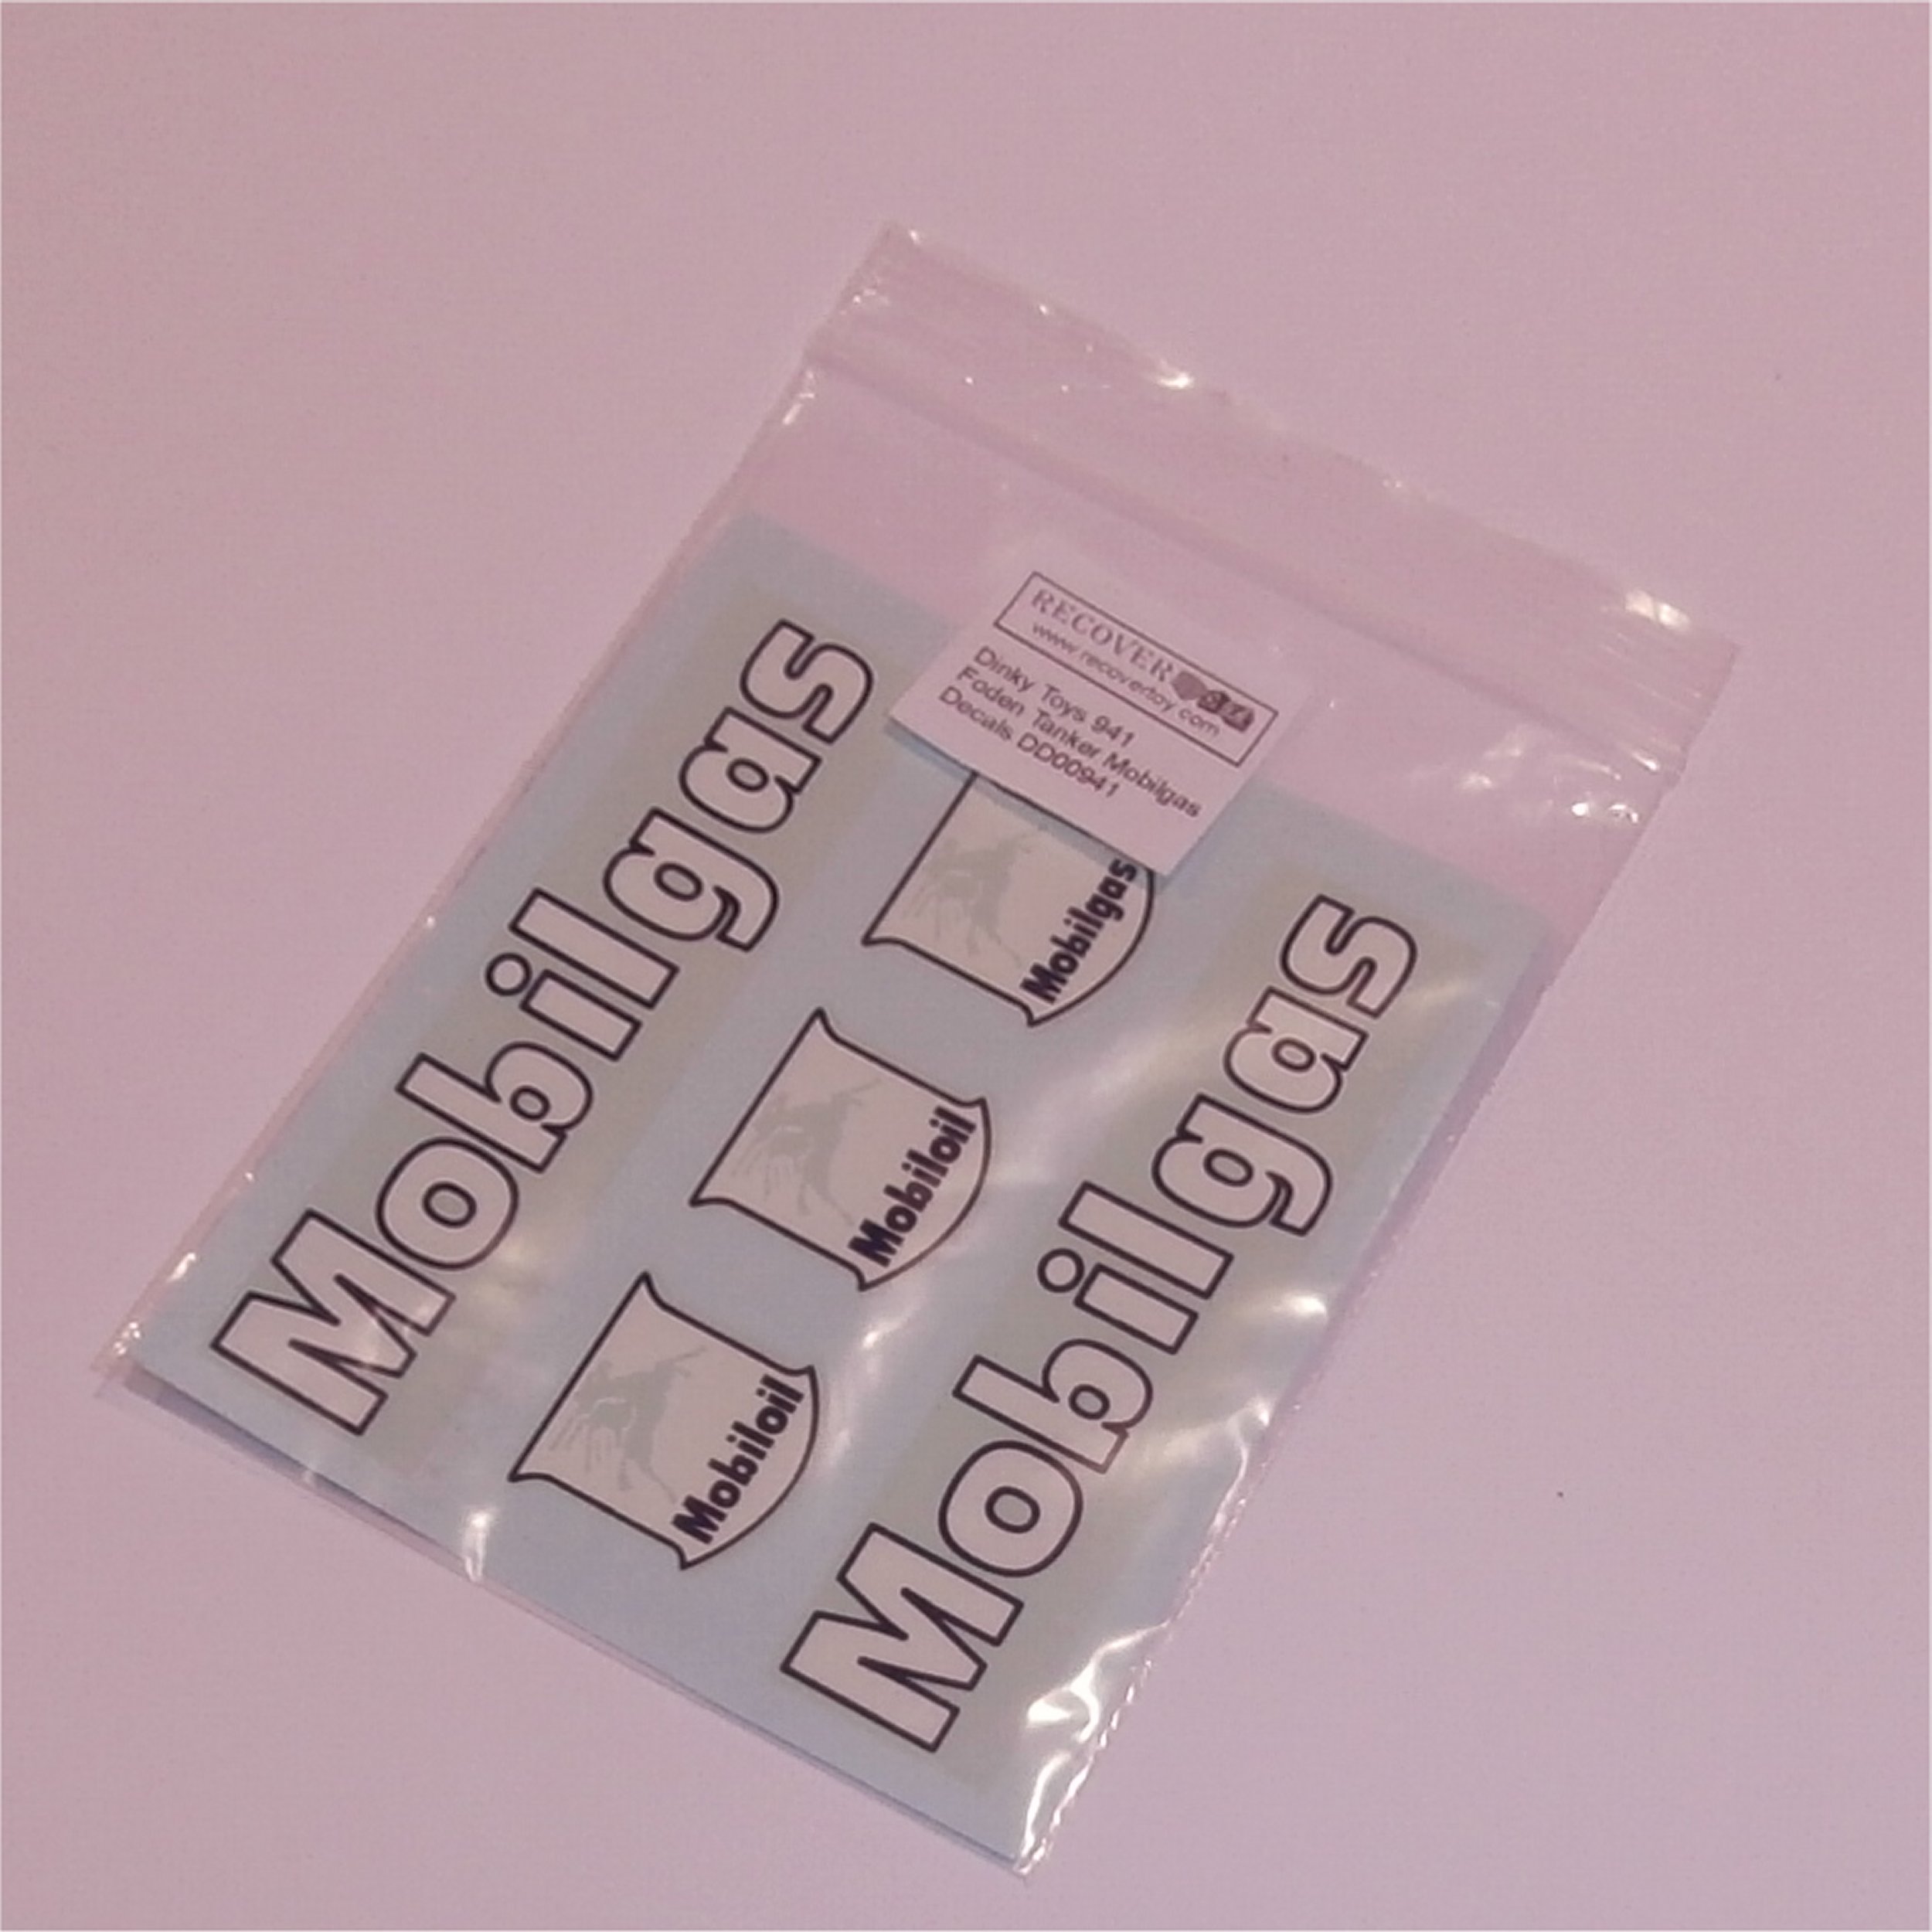 RECOVER
www.recovertoy.com
Dinky Toys 941
Foden Tanker Mobilgas
Decals DD00941
Mobilgas
Mobilgas
Mobiloil
Mobiloil
Mobilgas